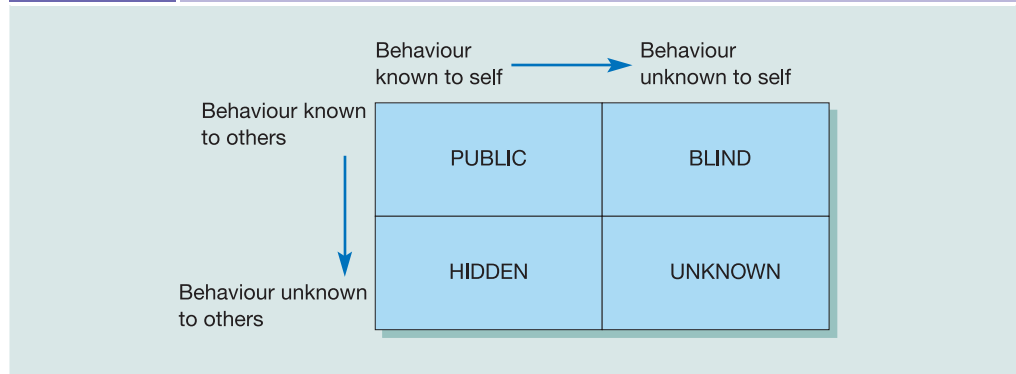 Behaviour
known to self
Behaviour
unknown to self
Behaviour known
to others
PUBLIC
BLIND
HIDDEN
UNKNOWN
Behaviour unknown
to others